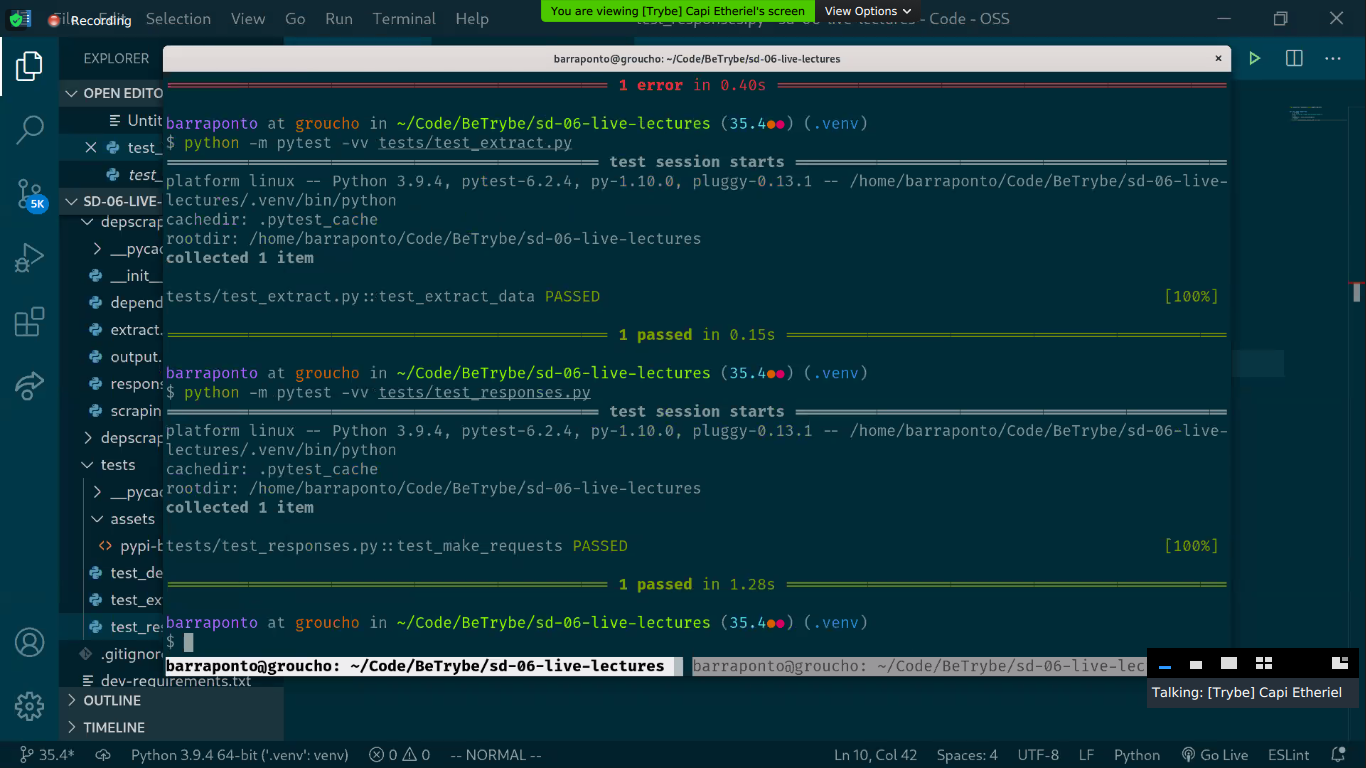 File Edit Selection View Go Run Terminal Help
Recording
You are viewing [Trybe] Capi Etheriel's screen
View Options
- Code - OSS
EXPLORER
OPEN EDITO
Untit
test_
test_
SD-06-LIVE-
depscrap
__pycac
__init__
depend
extract.
output.
respons
scrapin
depscrap
tests
__pycac
assets
pypi-b
test_de
test_ex
test_re
.gitignor
dev-requirements.txt
OUTLINE
TIMELINE
5K
barraponto@groucho: ~/Code/BeTrybe/sd-06-live-lectures
1 error in 0.40s
barraponto at groucho in ~/Code/BeTrybe/sd-06-live-lectures (35.4●●) (.venv)
$ python -m pytest -vv tests/test_extract.py
test session starts
platform linux -- Python 3.9.4, pytest-6.2.4, py-1.10.0, pluggy-0.13.1 -- /home/barraponto/Code/BeTrybe/sd-06-live-
lectures/.venv/bin/python
cachedir: .pytest_cache
rootdir: /home/barraponto/Code/BeTrybe/sd-06-live-lectures
collected 1 item
tests/test_extract.py::test_extract_data PASSED [100%]
1 passed in 0.15s
barraponto at groucho in ~/Code/BeTrybe/sd-06-live-lectures (35.4●●) (.venv)
$ python -m pytest -vv tests/test_responses.py
test session starts
platform linux -- Python 3.9.4, pytest-6.2.4, py-1.10.0, pluggy-0.13.1 -- /home/barraponto/Code/BeTrybe/sd-06-live-
lectures/.venv/bin/python
cachedir: .pytest_cache
rootdir: /home/barraponto/Code/BeTrybe/sd-06-live-lectures
collected 1 item
tests/test_responses.py::test_make_requests PASSED [100%]
1 passed in 1.28s
barraponto at groucho in ~/Code/BeTrybe/sd-06-live-lectures (35.4●●) (.venv)
$
barraponto@groucho: ~/Code/BeTrybe/sd-06-live-lectures barraponto@groucho: ~/Code/BeTrybe/sd-06-live-lec
Talking: [Trybe] Capi Etheriel
35.4* Python 3.9.4 64-bit ('.venv': venv) 0 0 -- NORMAL -- Ln 10, Col 42 Spaces: 4 UTF-8 LF Python Go Live ESLint